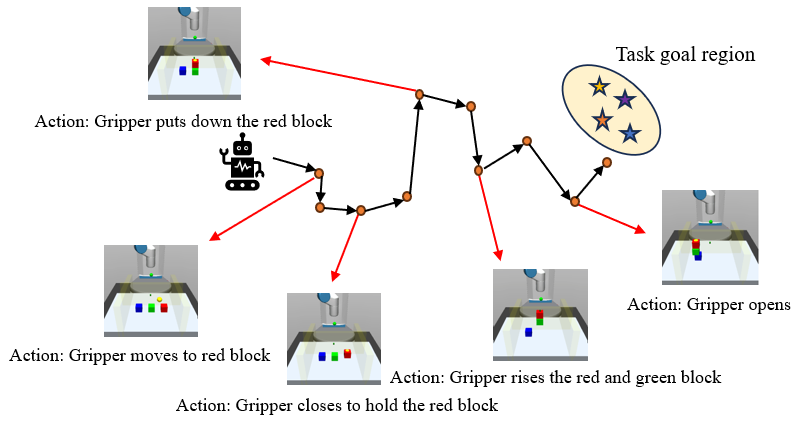 Task goal region
Action: Gripper puts down the red block
Action: Gripper opens
Action: Gripper moves to red block
Action: Gripper rises the red and green block
Action: Gripper closes to hold the red block